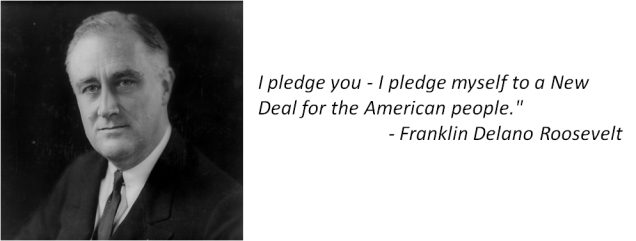 I pledge you - I pledge myself to a New
Deal for the American people."
- Franklin Delano Roosevelt